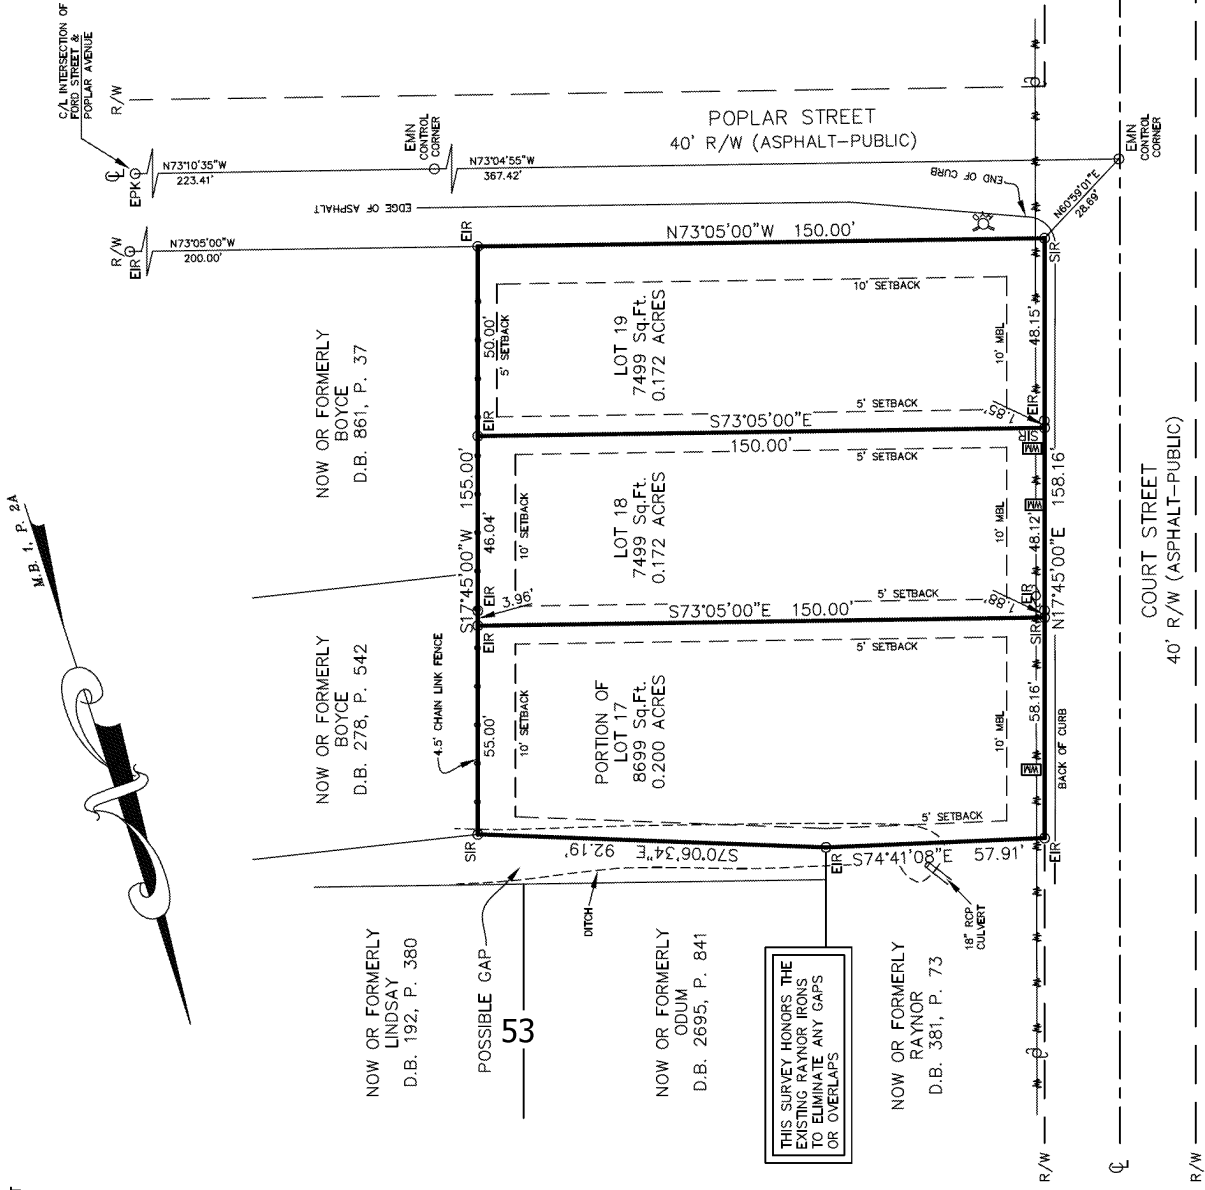 C/L INTERSECTION OF
FORD STREET &
POPLAR AVENUE
R/W
EPK
N73°10'35"W
223.41'
EMN
CONTROL
CORNER
N73°04'55"W
367.42'
POPLAR STREET
40' R/W (ASPHALT-PUBLIC)
EMN
CONTROL
CORNER
R/W
EIR
N73°05'00"W
200.00'
EDGE OF ASPHALT
END OF CURB
N60°59'01"E
28.69'
EIR
N73°05'00"W 150.00'
SIR
M.B. 1, P. 2A
NOW OR FORMERLY
BOYCE
D.B. 861, P. 37
50.00'
5' SETBACK
10' SETBACK
LOT 19
7499 Sq.Ft.
0.172 ACRES
10' MBL
48.15'
5' SETBACK
EIR
S73°05'00"E
150.00'
1.85'
EIR
SIR
WM
S17°45'00"W 155.00'
46.04'
10' SETBACK
5' SETBACK
LOT 18
7499 Sq.Ft.
0.172 ACRES
10' MBL
WM
48.12'
5' SETBACK
EIR
3.96'
EIR
S73°05'00"E 150.00'
1.88'
EIR
SIR
N17°45'00"E 158.16'
COURT STREET
40' R/W (ASPHALT-PUBLIC)
NOW OR FORMERLY
BOYCE
D.B. 278, P. 542
4.5' CHAIN LINK FENCE
55.00'
10' SETBACK
5' SETBACK
PORTION OF
LOT 17
8699 Sq.Ft.
0.200 ACRES
10' MBL
58.16'
WM
BACK OF CURB
5' SETBACK
SIR
S70°06'34"E
92.19'
EIR
S74°41'08"E 57.91'
EIR
DITCH
18" RCP
CULVERT
NOW OR FORMERLY
LINDSAY
D.B. 192, P. 380
POSSIBLE GAP
53
NOW OR FORMERLY
ODUM
D.B. 2695, P. 841
THIS SURVEY HONORS THE
EXISTING RAYNOR IRONS
TO ELIMINATE ANY GAPS
OR OVERLAPS
NOW OR FORMERLY
RAYNOR
D.B. 381, P. 73
R/W
R/W